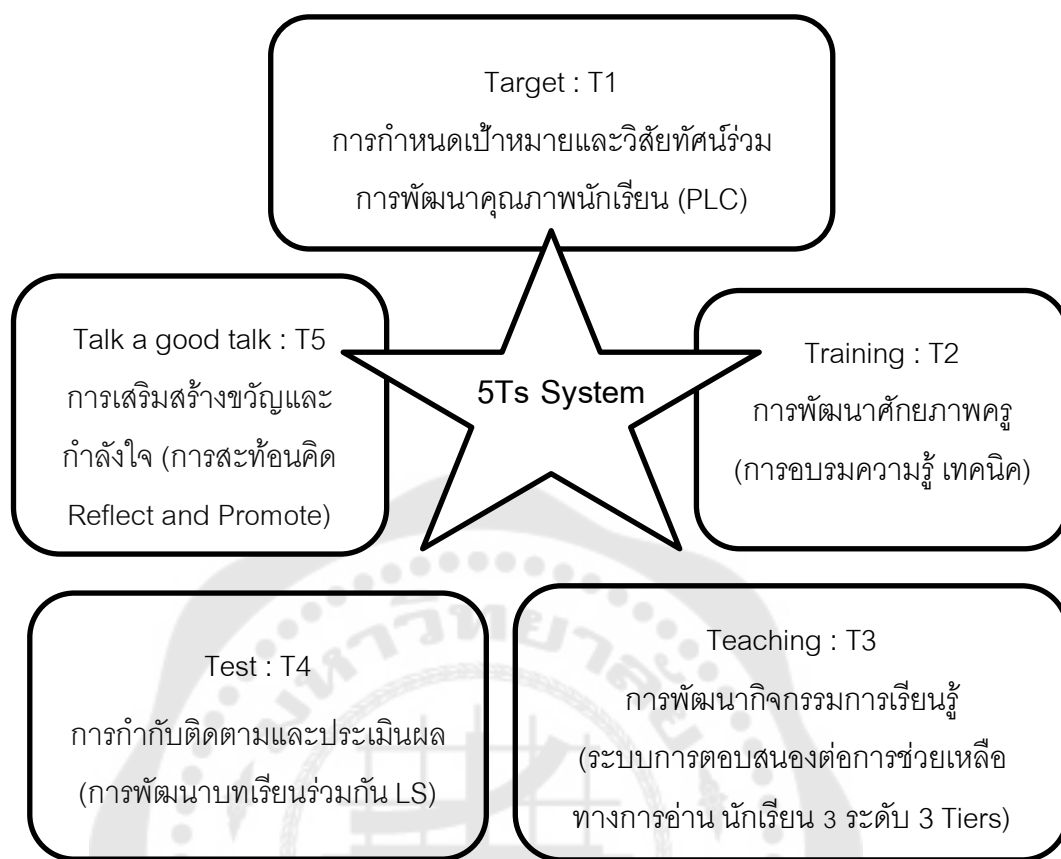 Target : T1
การกำหนดเป้าหมายและวิสัยทัศน์ร่วม
การพัฒนาคุณภาพนักเรียน (PLC)
Talk a good talk : T5
การเสริมสร้างขวัญและ
กำลังใจ (การสะท้อนคิด
Reflect and Promote)
5Ts System
Training : T2
การพัฒนาศักยภาพครู
(การอบรมความรู้ เทคนิค)
Test : T4
การกำกับติดตามและประเมินผล
(การพัฒนาบทเรียนร่วมกัน LS)
Teaching : T3
การพัฒนากิจกรรมการเรียนรู้
(ระบบการตอบสนองต่อการช่วยเหลือ
ทางการอ่าน นักเรียน 3 ระดับ 3 Tiers)
มหาวิทยาลัย